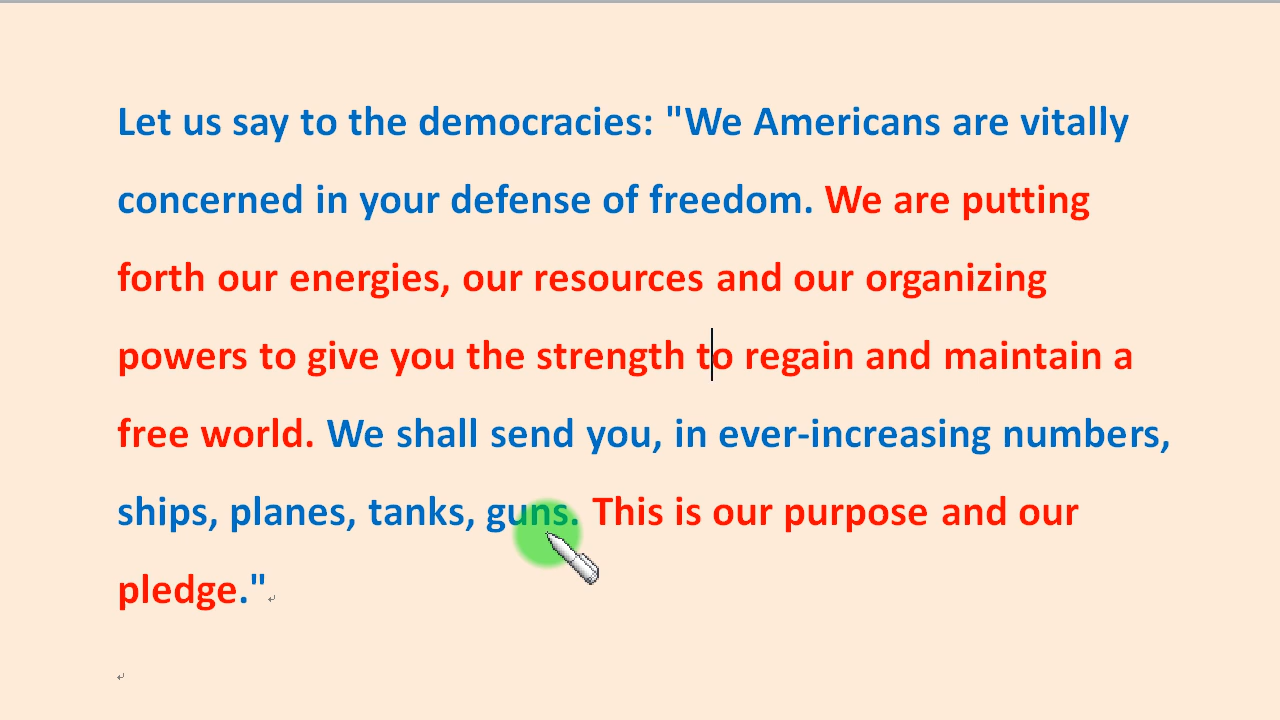 Let us say to the democracies: "We Americans are vitally
concerned in your defense of freedom. We are putting
forth our energies, our resources and our organizing
powers to give you the strength to regain and maintain a
free world. We shall send you, in ever-increasing numbers,
ships, planes, tanks, guns. This is our purpose and our
pledge."